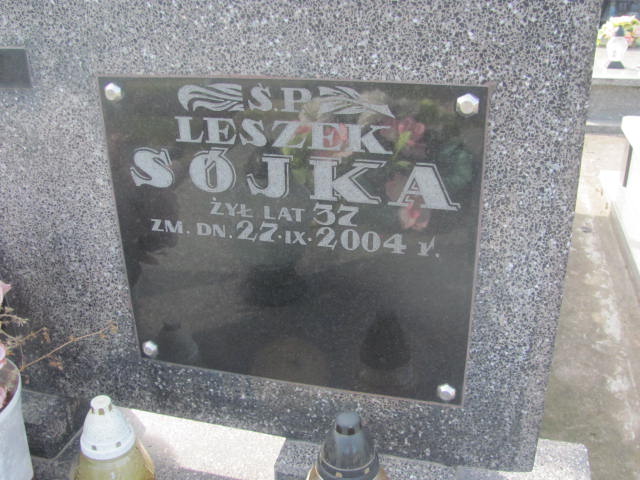 Ś.P.
LESZEK
SÓJKA
ŻYŁ LAT 37
ZM. DN. 27·IX·2004 r.